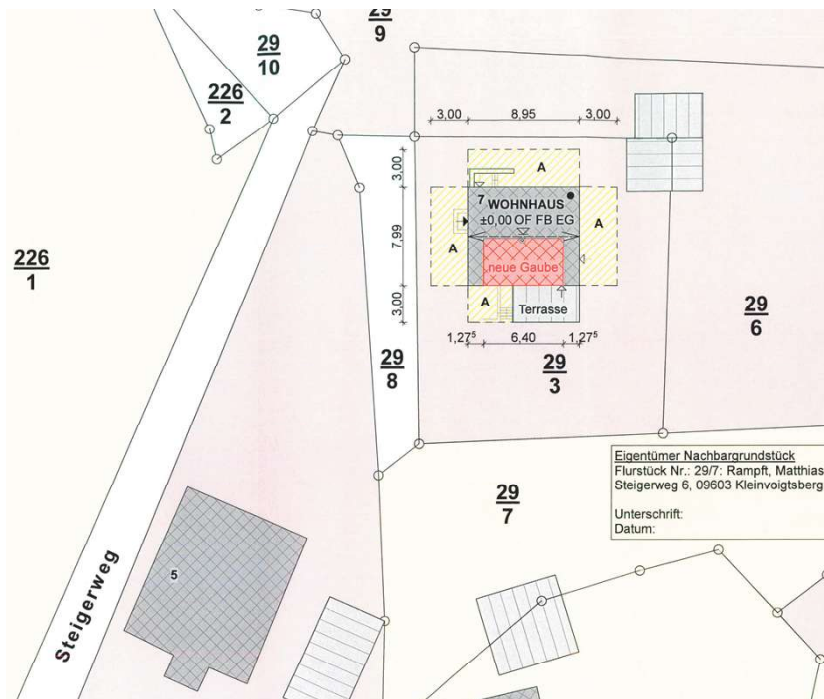 29
9
29
10
226
2
3,00
8,95
3,00
3,00
A
7 WOHNHAUS
±0,00 OF FB EG
A
A
7,99
226
1
neue Gaube
29
6
3,00
A
Terrasse
1,27⁵
6,40
1,27⁵
29
8
29
3
Eigentümer Nachbargrundstück
Flurstück Nr.: 29/7: Rampft, Matthias
Steigerweg 6, 09603 Kleinvoigtsberg
Unterschrift:
Datum:
29
7
5
Steigerweg